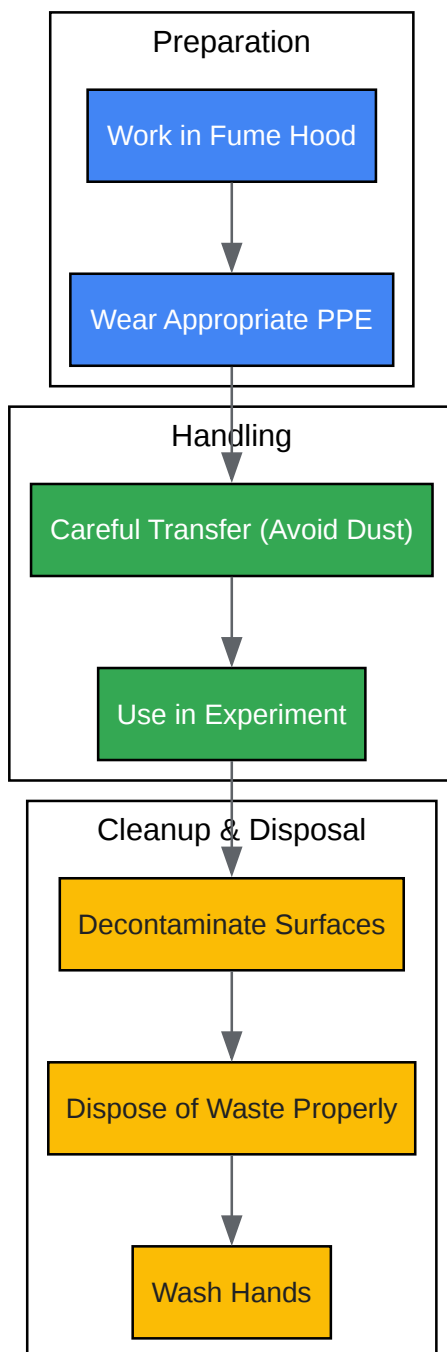 Preparation
Work in Fume Hood
Wear Appropriate PPE
Handling
Careful Transfer (Avoid Dust)
Use in Experiment
Cleanup & Disposal
Decontaminate Surfaces
Dispose of Waste Properly
Wash Hands